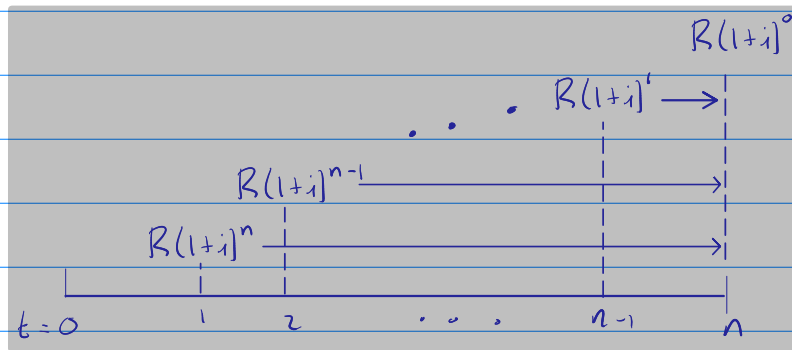 R(1+i)^0
R(1+i)^1
R(1+i)^{n-1}
R(1+i)^n
t=0 1 2 . . . n-1 n